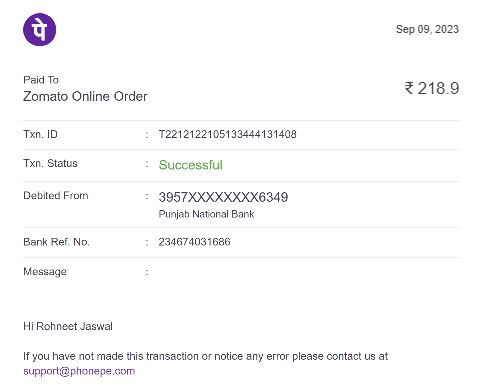 पे
Sep 09, 2023
Paid To
Zomato Online Order
₹ 218.9
Txn. ID : T2212122105133444131408
Txn. Status : Successful
Debited From : 3957XXXXXXXX6349
Punjab National Bank
Bank Ref. No. : 234674031686
Message :
Hi Rohneet Jaswal
If you have not made this transaction or notice any error please contact us at
support@phonepe.com